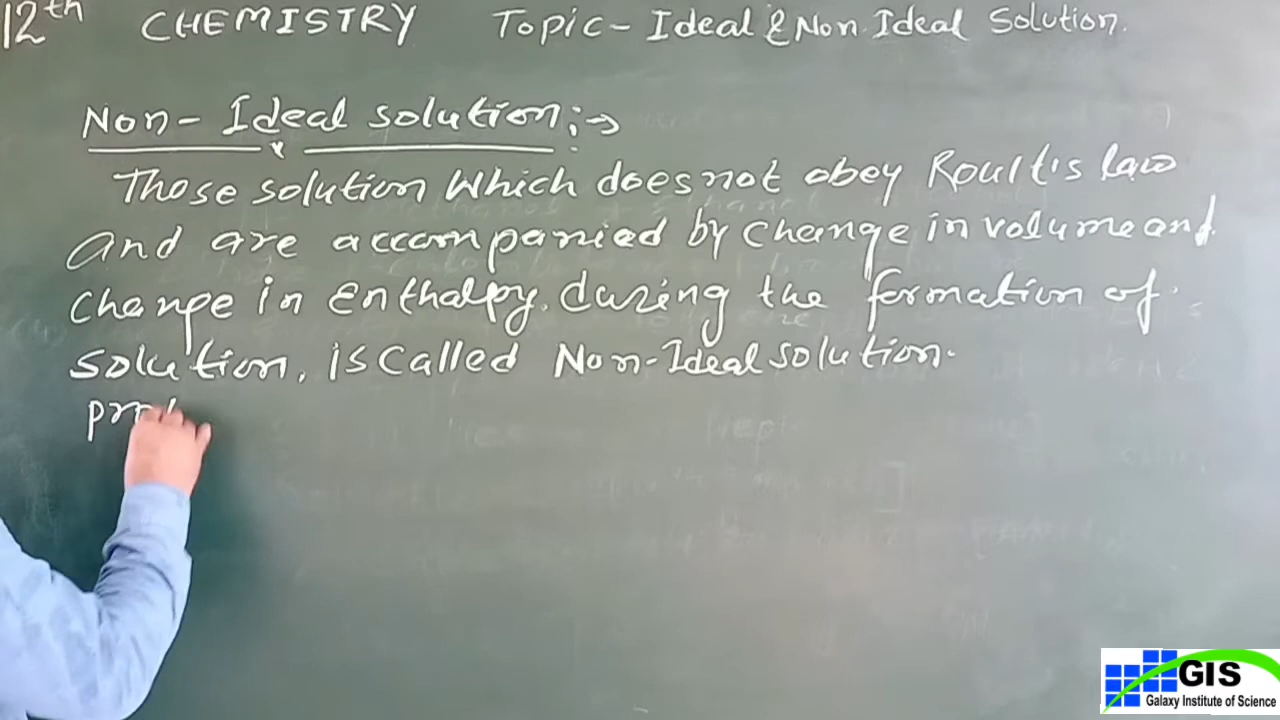 12th CHEMISTRY Topic - Ideal & Non Ideal Solution.
Non-Ideal solution :→
Those solution which does not obey Roult's law
and are accompanied by change in volume and
change in Enthalpy. during the formation of
solution, is called Non-Ideal solution.
GIS
Galaxy Institute of Science